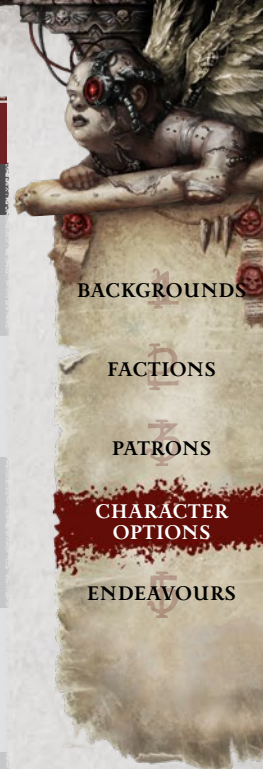 BACKGROUNDS
FACTIONS
PATRONS
CHARACTER
OPTIONS
ENDEAVOURS